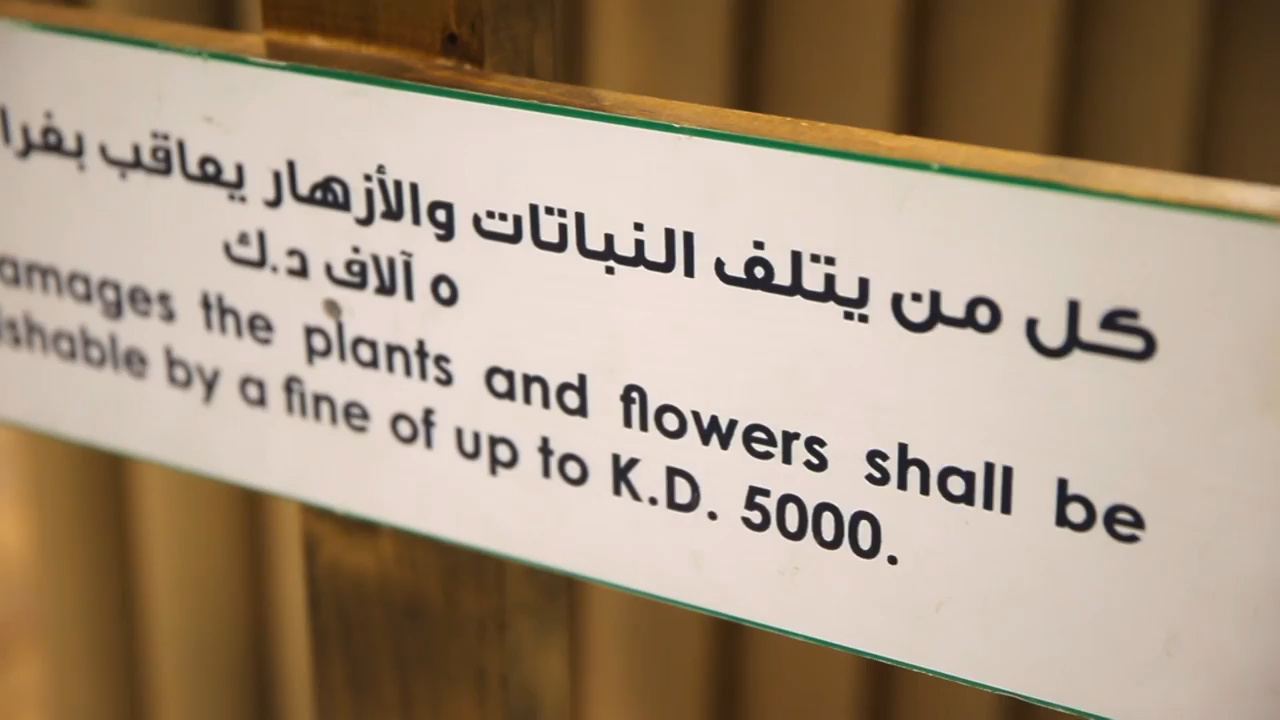 كل من يتلف النباتات والأزهار يعاقب بغرا
٥ آلاف د.ك
amages the plants and flowers shall be
ishable by a fine of up to K.D. 5000.